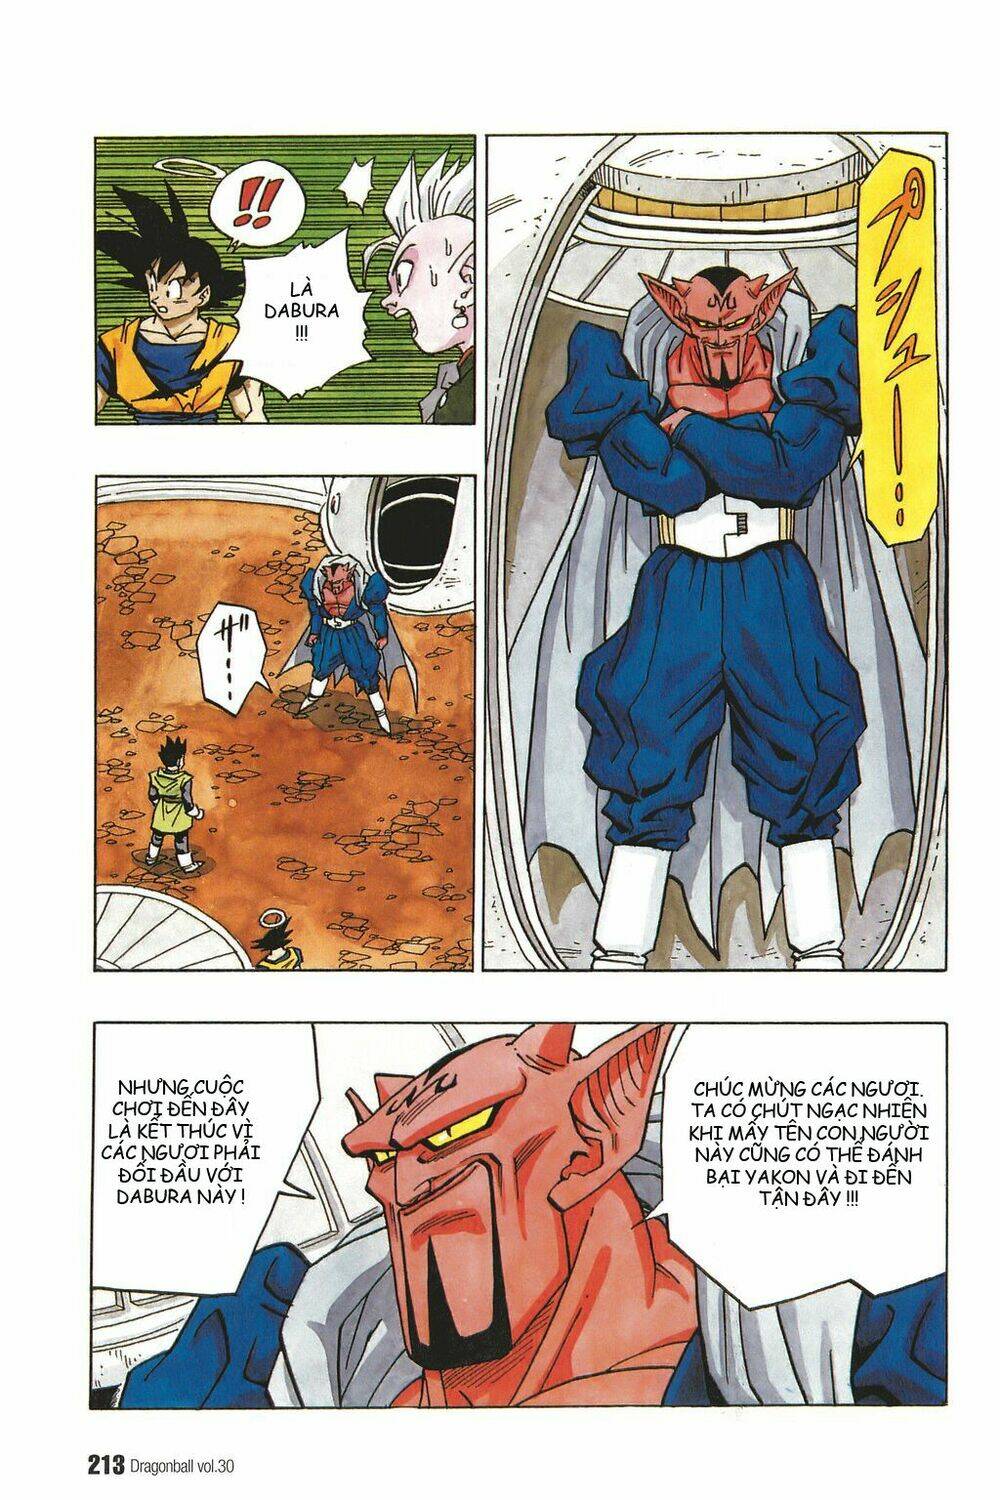 プシュー!..
!!
LÀ
DABURA
!!!
ザ...
CHÚC MỪNG CÁC NGƯƠI.
TA CÓ CHÚT NGẠC NHIÊN
KHI MẤY TÊN CON NGƯỜI
NÀY CŨNG CÓ THỂ ĐÁNH
BẠI YAKON VÀ ĐI ĐẾN
TẬN ĐÂY !!!
NHƯNG CUỘC
CHƠI ĐẾN ĐÂY
LÀ KẾT THÚC VÌ
CÁC NGƯƠI PHẢI
ĐỐI ĐẦU VỚI
DABURA NÀY !
213 Dragonball vol.30